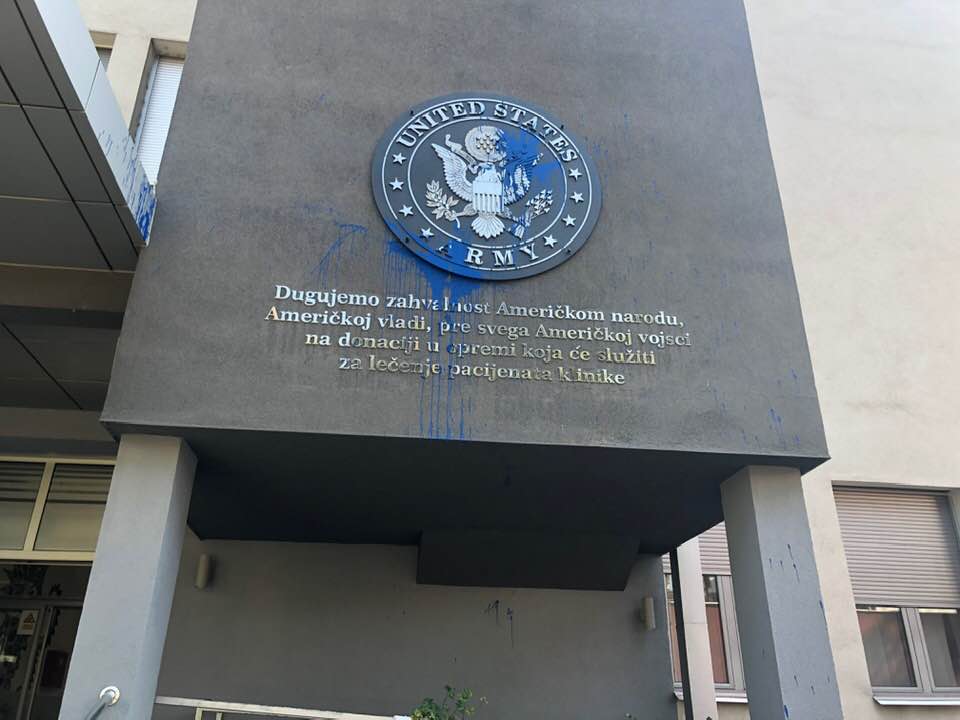 UNITED STATES
ARMY
Dugujemo zahvalnost Američkom narodu,
Američkoj vladi, pre svega Američkoj vojsci
na donaciji u opremi koja će služiti
za lečenje pacijenata klinike